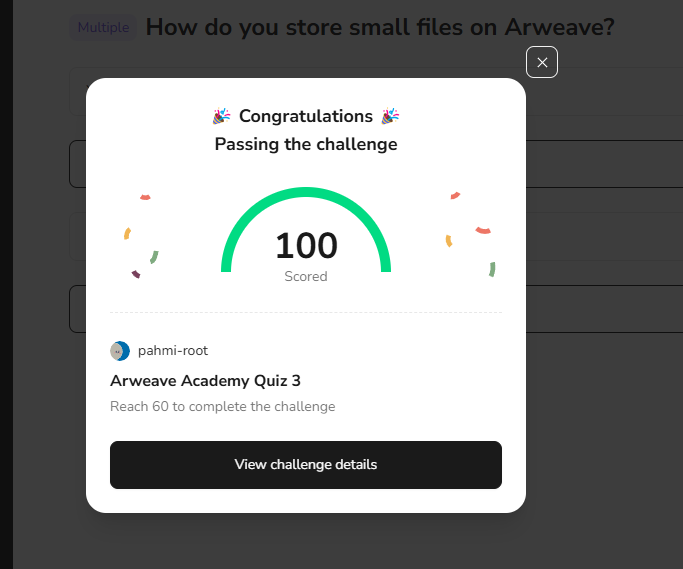 Multiple How do you store small files on Arweave?
Congratulations
Passing the challenge
100
Scored
pahmi-root
Arweave Academy Quiz 3
Reach 60 to complete the challenge
View challenge details